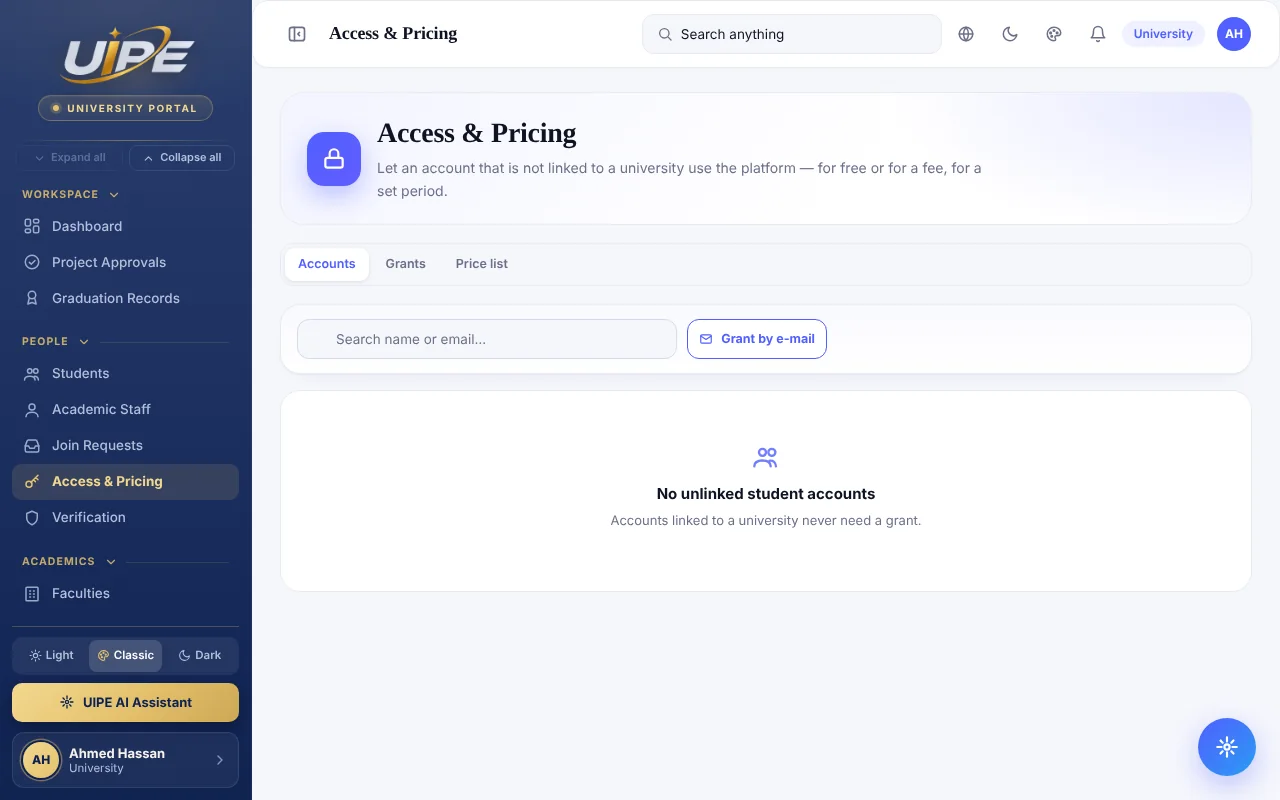 UIPE
UNIVERSITY PORTAL
Expand all
Collapse all
WORKSPACE
Dashboard
Project Approvals
Graduation Records
PEOPLE
Students
Academic Staff
Join Requests
Access & Pricing
Verification
ACADEMICS
Faculties
Light
Classic
Dark
UIPE AI Assistant
AH
Ahmed Hassan
University
Access & Pricing
Search anything
University
AH
Access & Pricing
Let an account that is not linked to a university use the platform — for free or for a fee, for a
set period.
Accounts
Grants
Price list
Search name or email...
Grant by e-mail
No unlinked student accounts
Accounts linked to a university never need a grant.